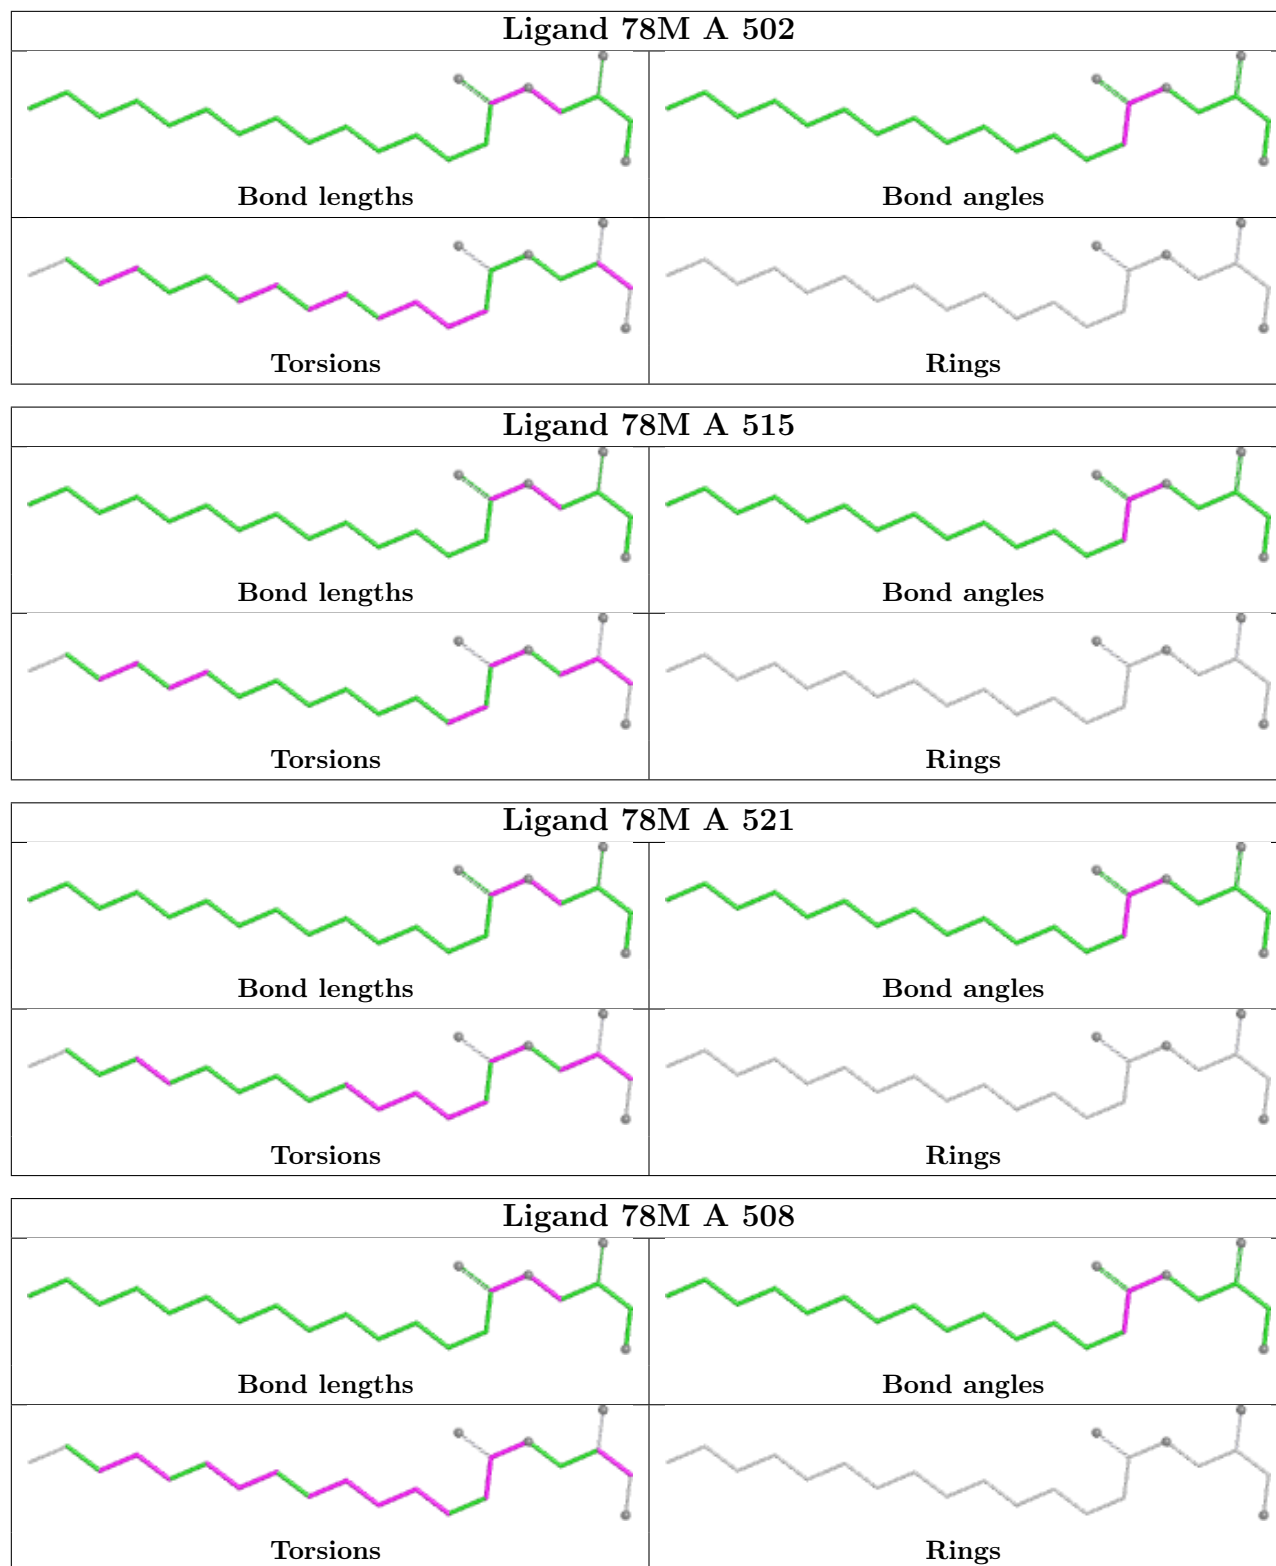 Ligand 78M A 502
Bond lengths Bond angles
Torsions Rings
Ligand 78M A 515
Bond lengths Bond angles
Torsions Rings
Ligand 78M A 521
Bond lengths Bond angles
Torsions Rings
Ligand 78M A 508
Bond lengths Bond angles
Torsions Rings